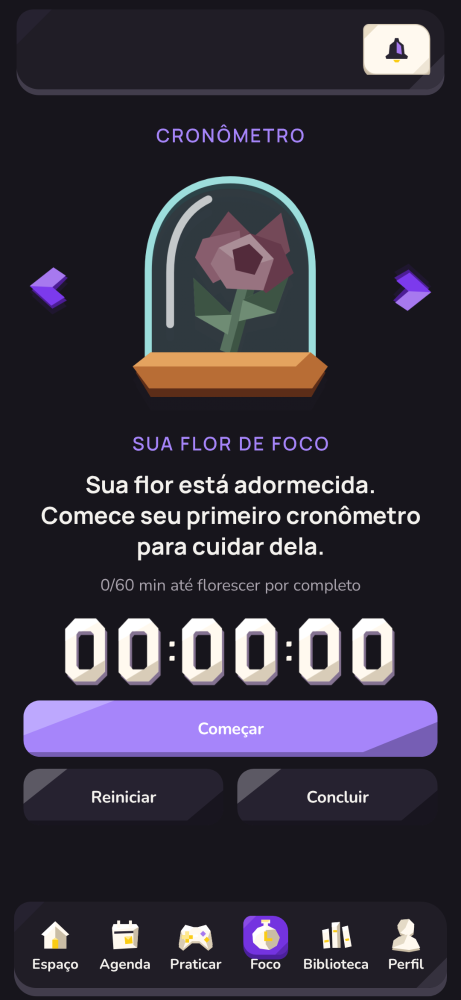 CRONÔMETRO
SUA FLOR DE FOCO
Sua flor está adormecida.
Comece seu primeiro cronômetro
para cuidar dela.
0/60 min até florescer por completo
00:00:00
Começar
Reiniciar
Concluir
Espaço
Agenda
Praticar
Foco
Biblioteca
Perfil